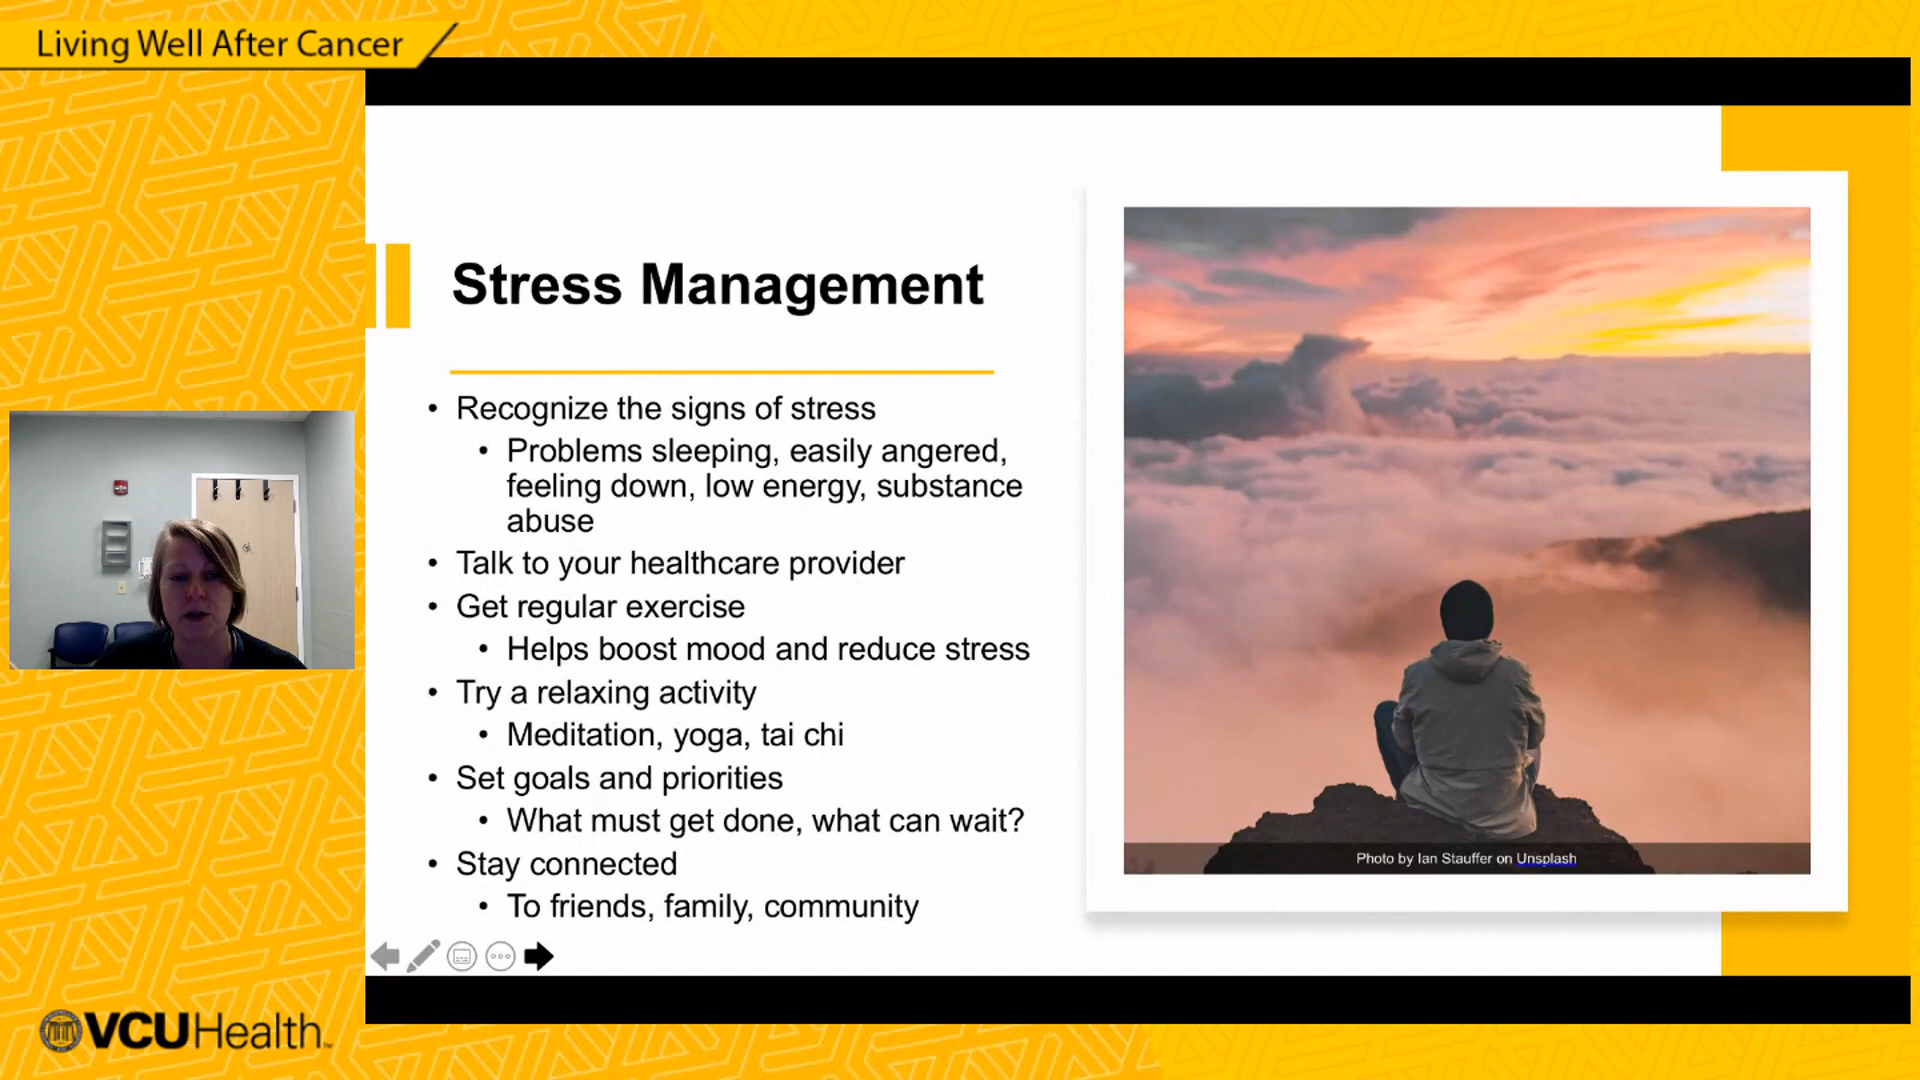 Living Well After Cancer
Stress Management
• Recognize the signs of stress
• Problems sleeping, easily angered,
feeling down, low energy, substance
abuse
• Talk to your healthcare provider
• Get regular exercise
• Helps boost mood and reduce stress
• Try a relaxing activity
• Meditation, yoga, tai chi
• Set goals and priorities
• What must get done, what can wait?
• Stay connected
• To friends, family, community
Photo by Ian Stauffer on Unsplash
VCUHealth™